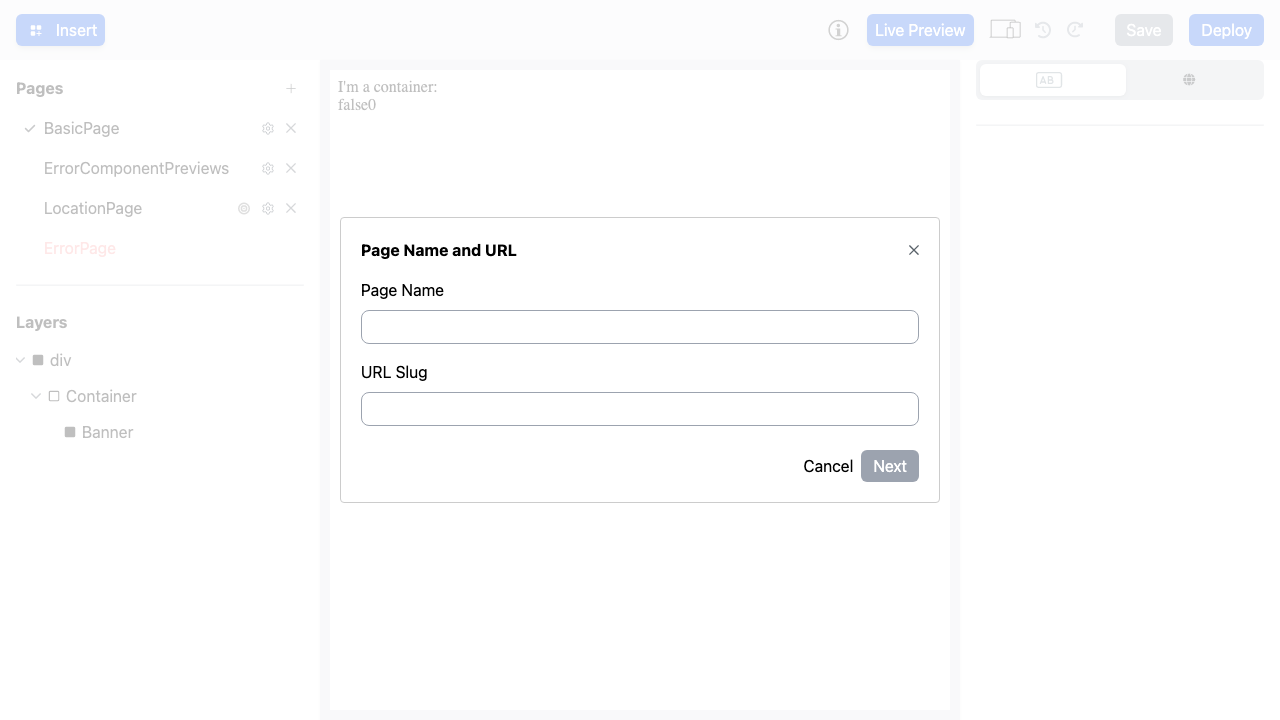 Insert
Live Preview
Save
Deploy
Pages
BasicPage
ErrorComponentPreviews
LocationPage
ErrorPage
Layers
div
Container
Banner
I'm a container:
false0
Page Name and URL
Page Name
URL Slug
Cancel
Next
AB